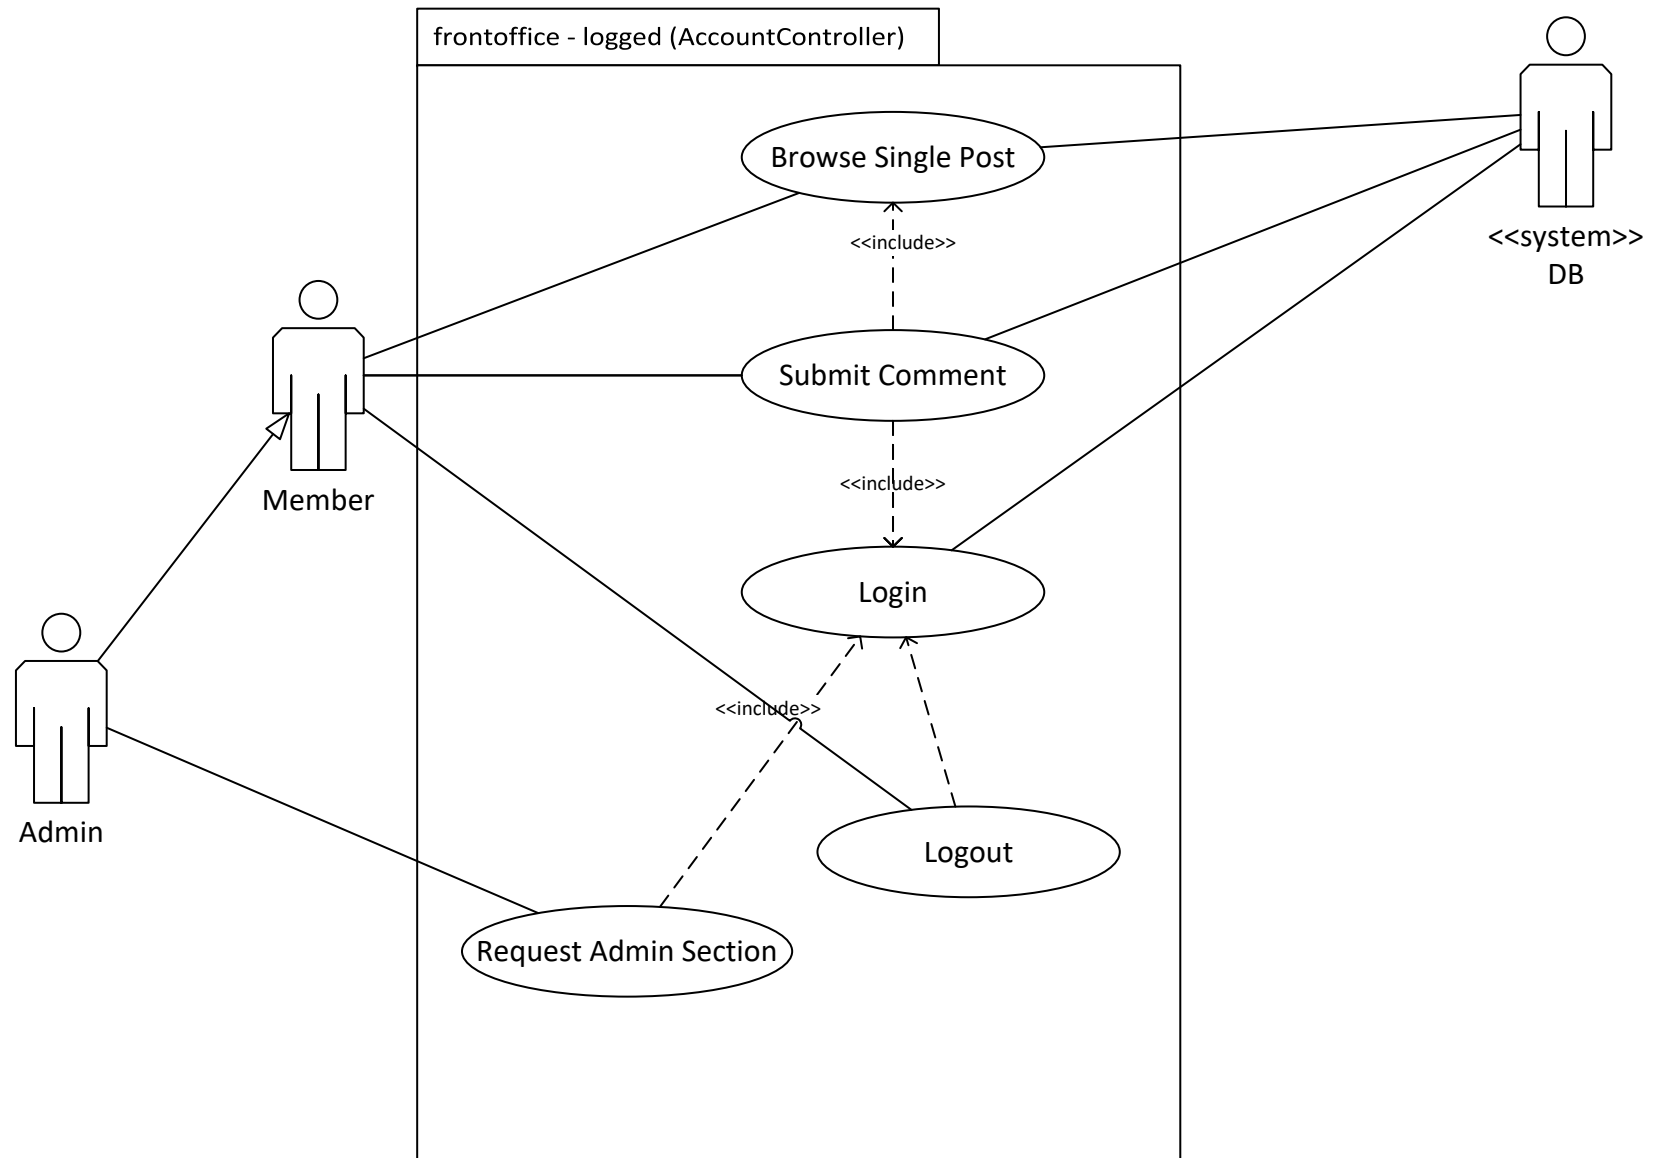 frontoffice - logged (AccountController)
Browse Single Post
<<include>>
<<system>>
DB
Submit Comment
Member
<<include>>
Login
<<include>>
Admin
Logout
Request Admin Section